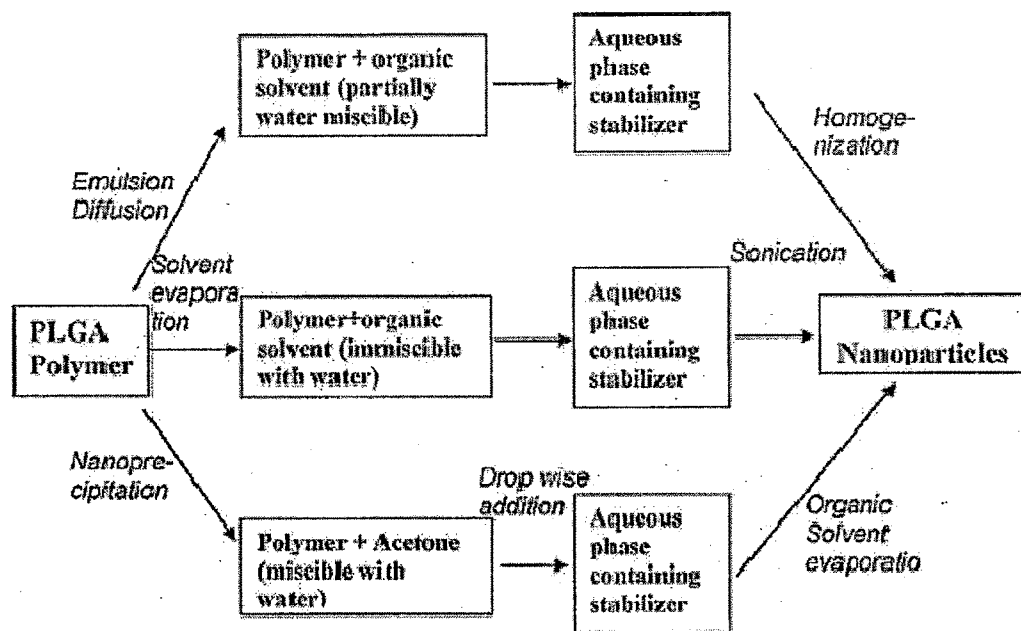 Polymer + organic
solvent (partially
water miscible)
Aqueous
phase
containing
stabilizer
Homoge-
nization
Emulsion
Diffusion
Solvent
evapora
tion
Sonication
PLGA
Polymer
Polymer+organic
solvent (immiscible
with water)
Aqueous
phase
containing
stabilizer
PLGA
Nanoparticles
Nanopre-
cipitation
Drop wise
addition
Polymer + Acetone
(miscible with
water)
Aqueous
phase
containing
stabilizer
Organic
Solvent
evaporatio